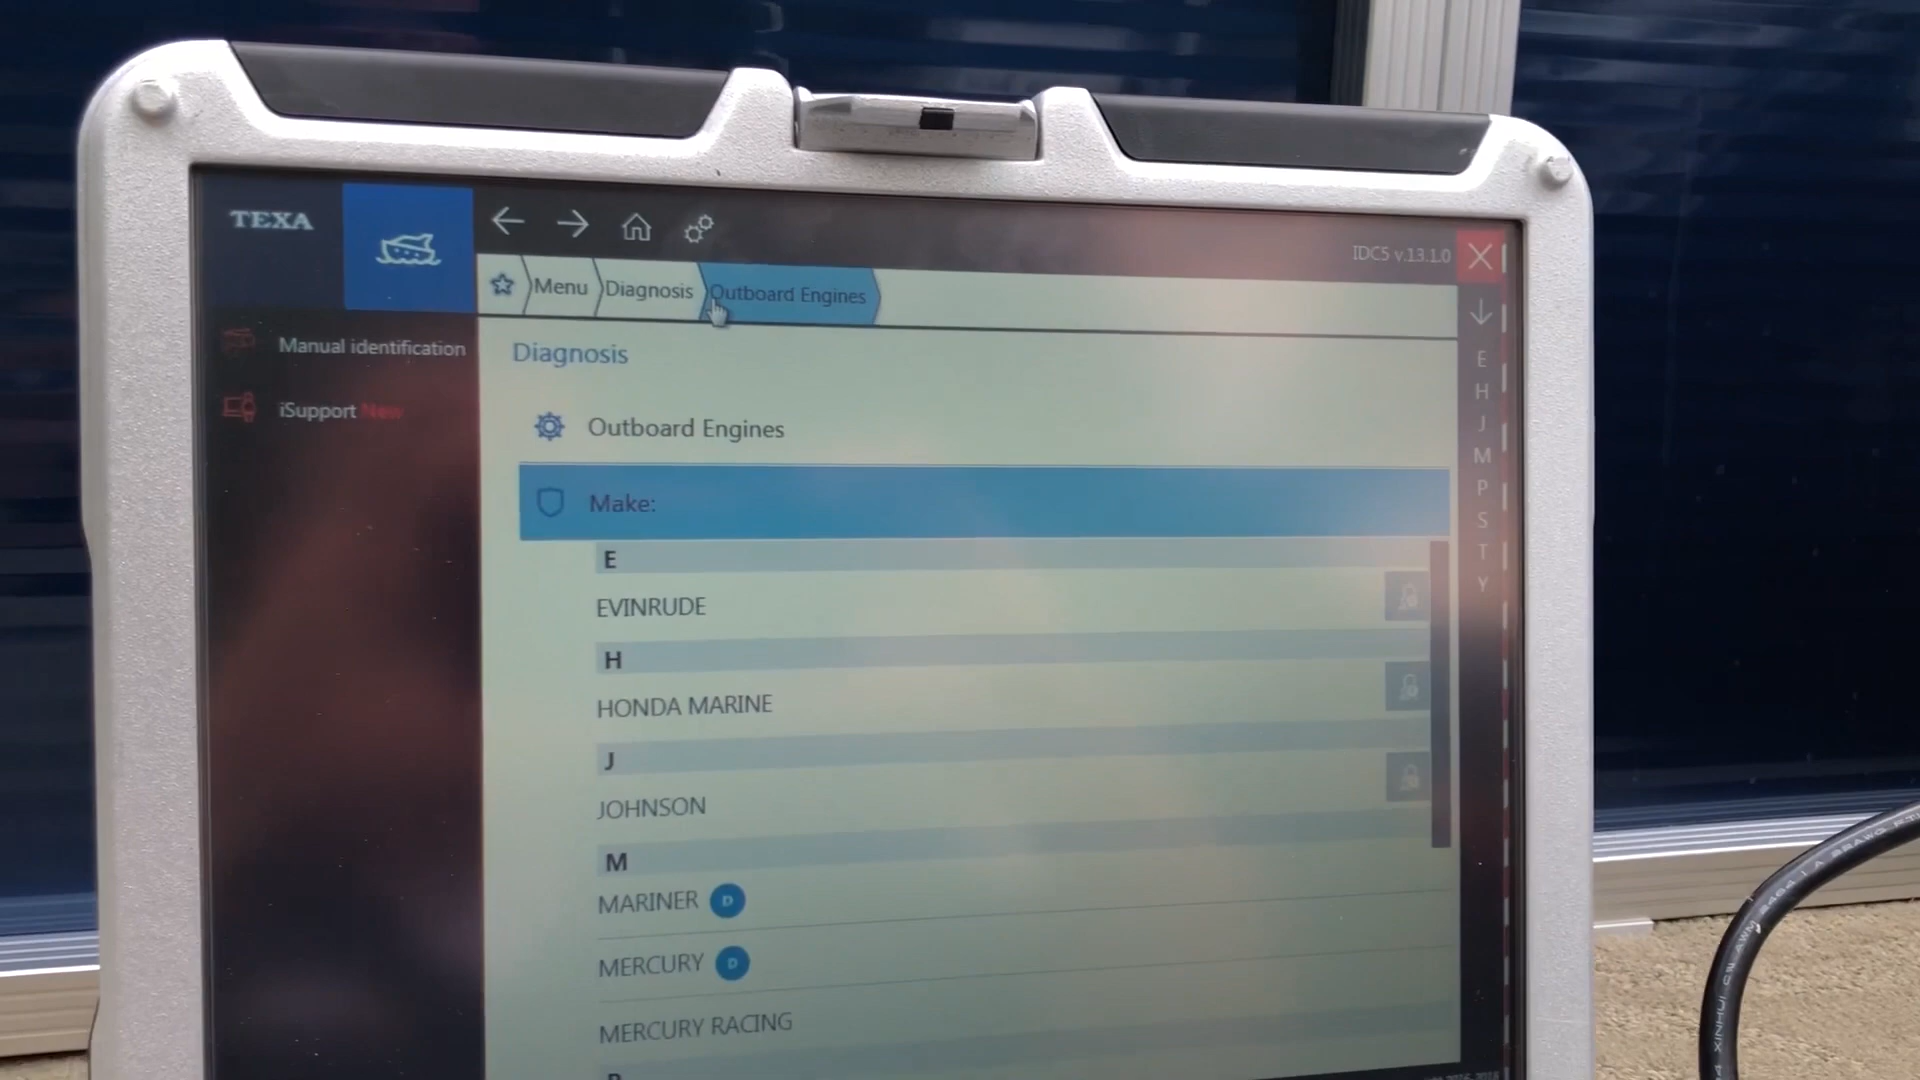 TEXA
IDC5 v.13.1.0
Menu
Diagnosis
Outboard Engines
Manual identification
iSupport New
Diagnosis
Outboard Engines
Make:
E
EVINRUDE
H
HONDA MARINE
J
JOHNSON
M
MARINER D
MERCURY D
MERCURY RACING
E
H
J
M
P
S
T
Y